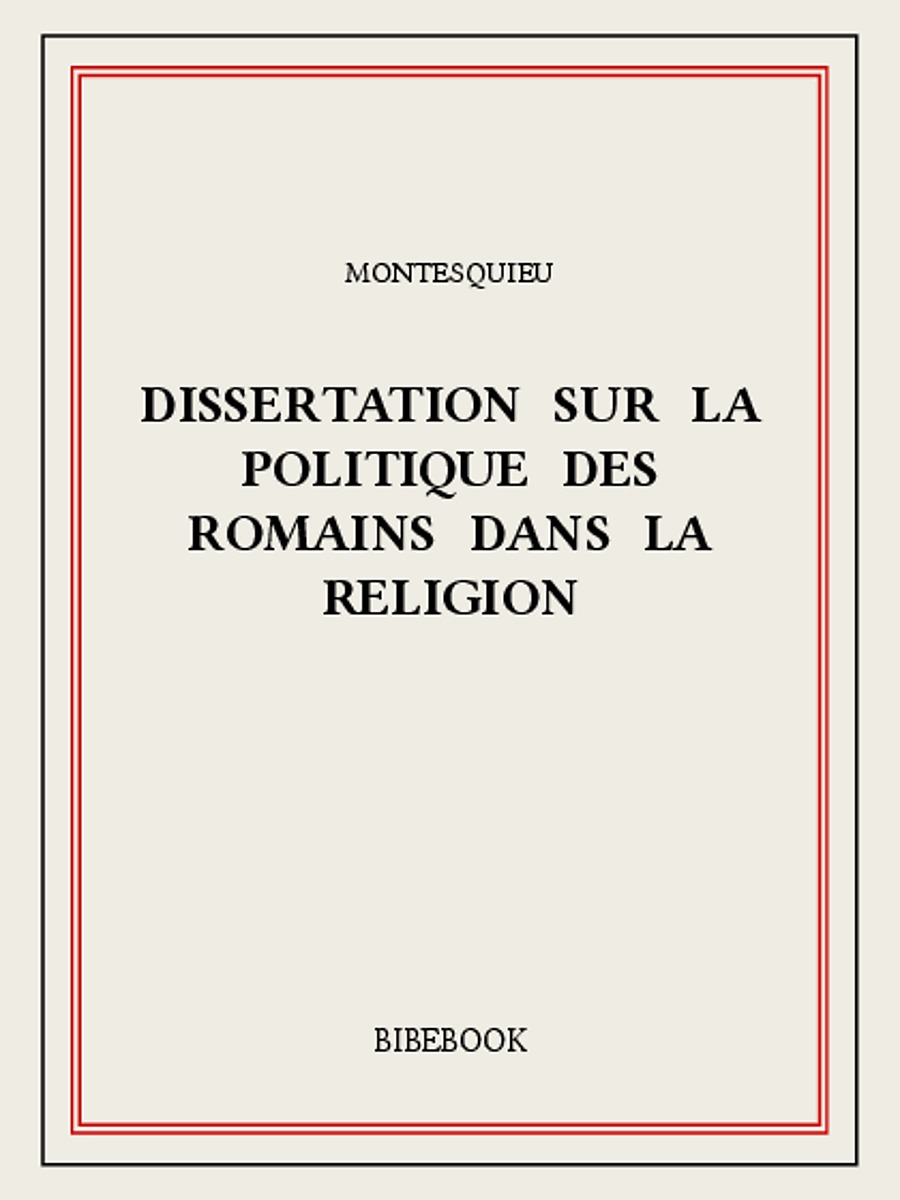 MONTESQUIEU
DISSERTATION SUR LA
POLITIQUE DES
ROMAINS DANS LA
RELIGION
BIBEBOOK